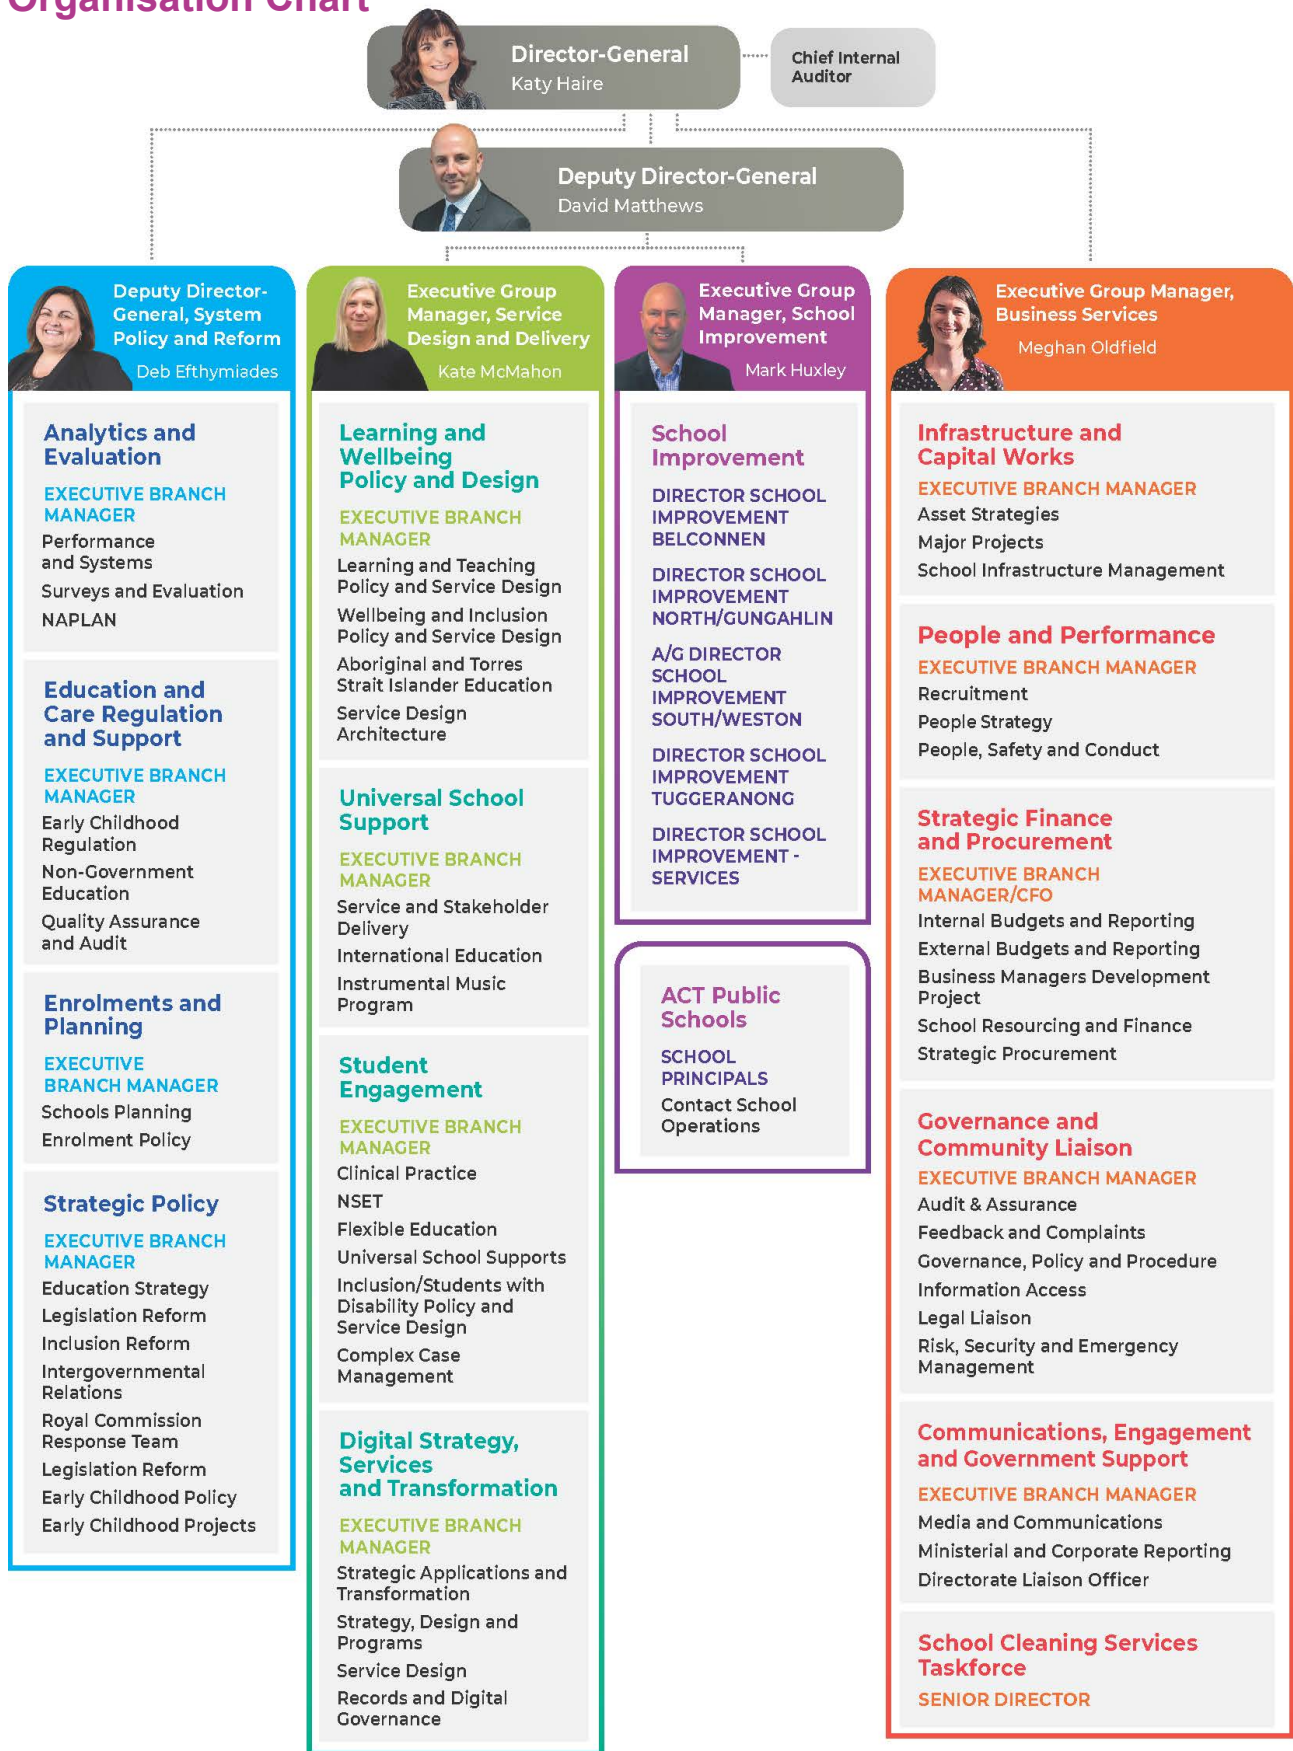 Organisation Chart
Director-General
Katy Haire
Chief Internal
Auditor
Deputy Director-General
David Matthews
Deputy Director-
General, System
Policy and Reform
Deb Efthymiades
Analytics and
Evaluation
EXECUTIVE BRANCH
MANAGER
Performance
and Systems
Surveys and Evaluation
NAPLAN
Education and
Care Regulation
and Support
EXECUTIVE BRANCH
MANAGER
Early Childhood
Regulation
Non-Government
Education
Quality Assurance
and Audit
Enrolments and
Planning
EXECUTIVE
BRANCH MANAGER
Schools Planning
Enrolment Policy
Strategic Policy
EXECUTIVE BRANCH
MANAGER
Education Strategy
Legislation Reform
Inclusion Reform
Intergovernmental
Relations
Royal Commission
Response Team
Legislation Reform
Early Childhood Policy
Early Childhood Projects
Executive Group
Manager, Service
Design and Delivery
Kate McMahon
Learning and
Wellbeing
Policy and Design
EXECUTIVE BRANCH
MANAGER
Learning and Teaching
Policy and Service Design
Wellbeing and Inclusion
Policy and Service Design
Aboriginal and Torres
Strait Islander Education
Service Design
Architecture
Universal School
Support
EXECUTIVE BRANCH
MANAGER
Service and Stakeholder
Delivery
International Education
Instrumental Music
Program
Student
Engagement
EXECUTIVE BRANCH
MANAGER
Clinical Practice
NSET
Flexible Education
Universal School Supports
Inclusion/Students with
Disability Policy and
Service Design
Complex Case
Management
Digital Strategy,
Services
and Transformation
EXECUTIVE BRANCH
MANAGER
Strategic Applications and
Transformation
Strategy, Design and
Programs
Service Design
Records and Digital
Governance
Executive Group
Manager, School
Improvement
Mark Huxley
School
Improvement
DIRECTOR SCHOOL
IMPROVEMENT
BELCONNEN
DIRECTOR SCHOOL
IMPROVEMENT
NORTH/GUNGAHLIN
A/G DIRECTOR
SCHOOL
IMPROVEMENT
SOUTH/WESTON
DIRECTOR SCHOOL
IMPROVEMENT
TUGGERANONG
DIRECTOR SCHOOL
IMPROVEMENT -
SERVICES
ACT Public
Schools
SCHOOL
PRINCIPALS
Contact School
Operations
Executive Group Manager,
Business Services
Meghan Oldfield
Infrastructure and
Capital Works
EXECUTIVE BRANCH MANAGER
Asset Strategies
Major Projects
School Infrastructure Management
People and Performance
EXECUTIVE BRANCH MANAGER
Recruitment
People Strategy
People, Safety and Conduct
Strategic Finance
and Procurement
EXECUTIVE BRANCH
MANAGER/CFO
Internal Budgets and Reporting
External Budgets and Reporting
Business Managers Development
Project
School Resourcing and Finance
Strategic Procurement
Governance and
Community Liaison
EXECUTIVE BRANCH MANAGER
Audit & Assurance
Feedback and Complaints
Governance, Policy and Procedure
Information Access
Legal Liaison
Risk, Security and Emergency
Management
Communications, Engagement
and Government Support
EXECUTIVE BRANCH MANAGER
Media and Communications
Ministerial and Corporate Reporting
Directorate Liaison Officer
School Cleaning Services
Taskforce
SENIOR DIRECTOR